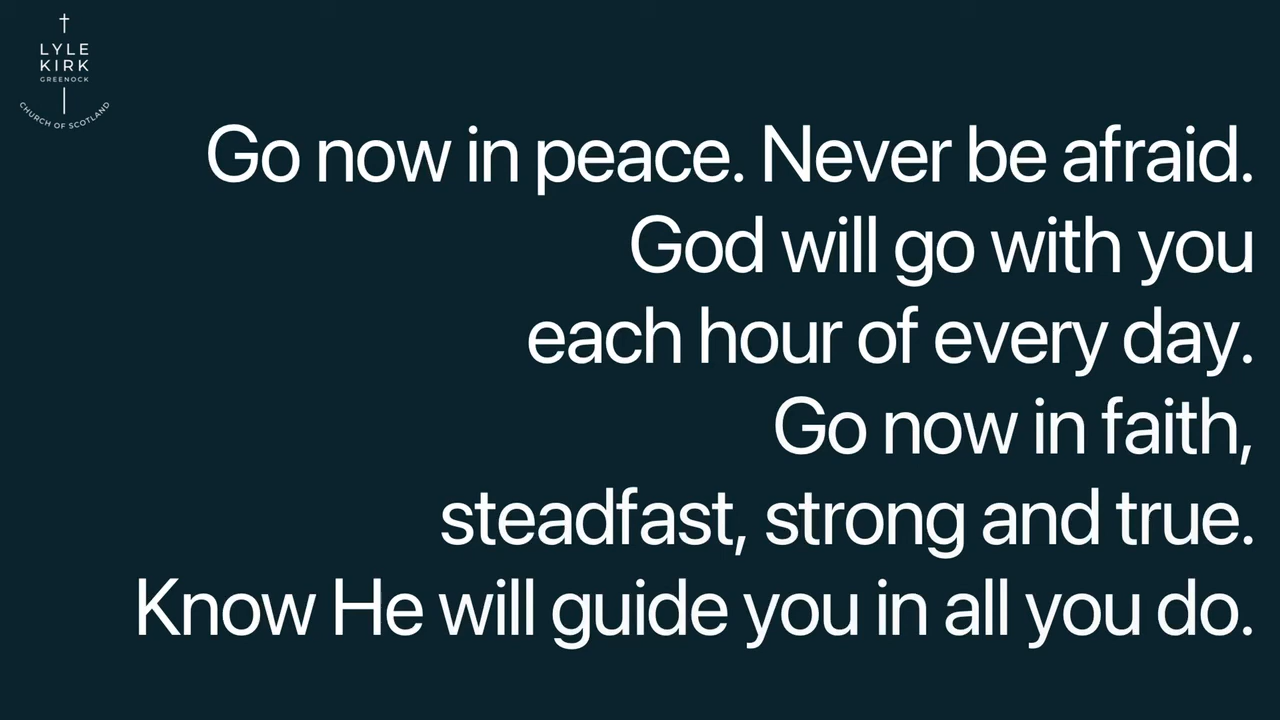 LYLE
KIRK
GREENOCK
CHURCH OF SCOTLAND
Go now in peace. Never be afraid.
God will go with you
each hour of every day.
Go now in faith,
steadfast, strong and true.
Know He will guide you in all you do.